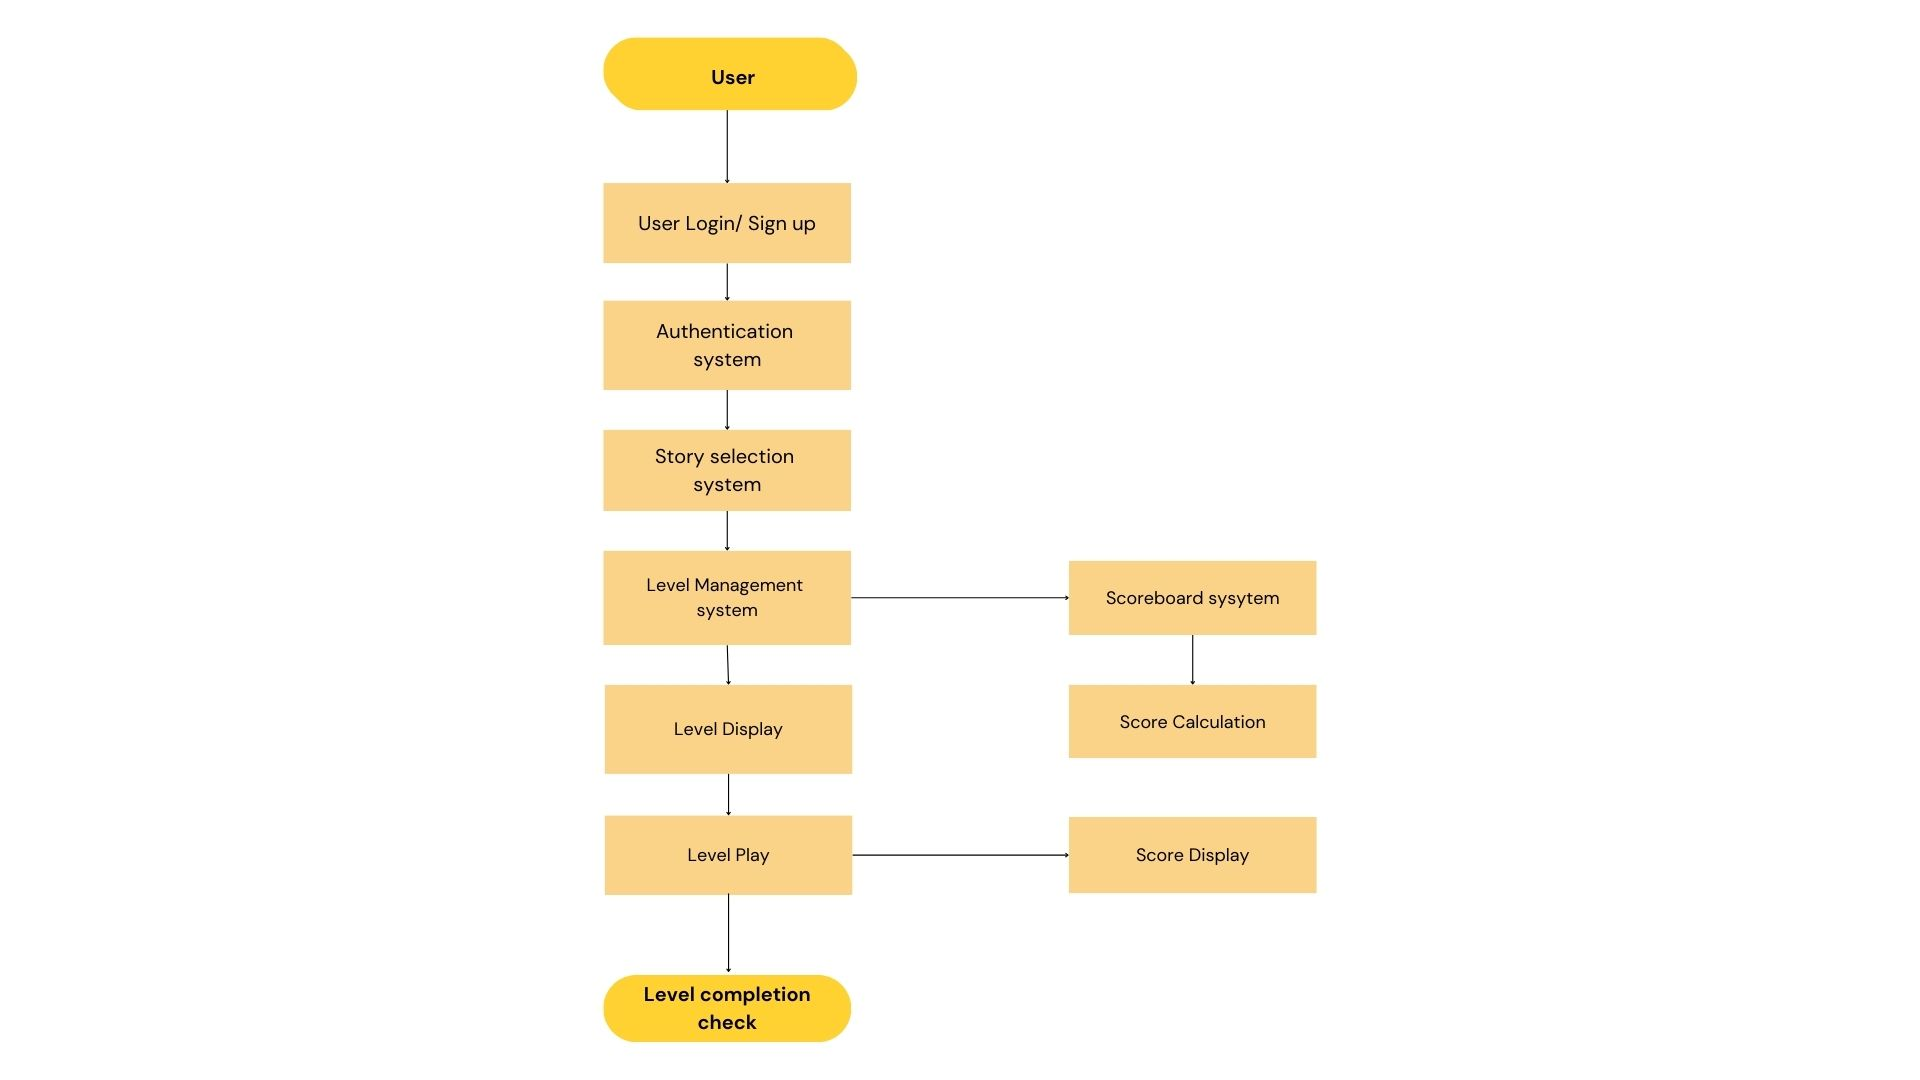 User
User Login/ Sign up
Authentication
system
Story selection
system
Level Management
system
Scoreboard sysytem
Level Display
Score Calculation
Level Play
Score Display
Level completion
check